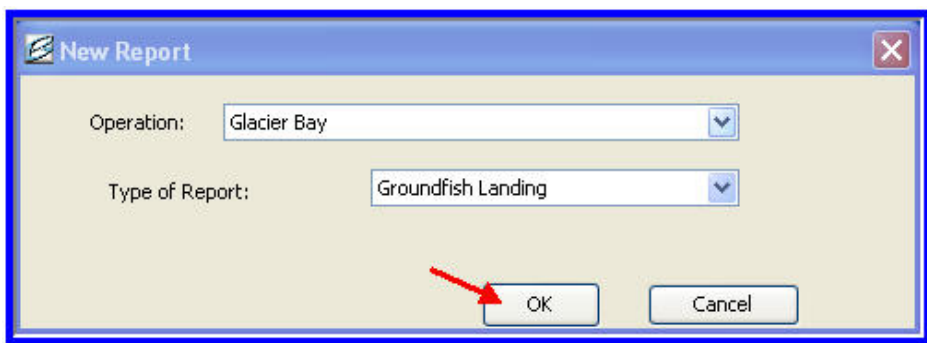 New Report
Operation: Glacier Bay
Type of Report: Groundfish Landing
OK Cancel